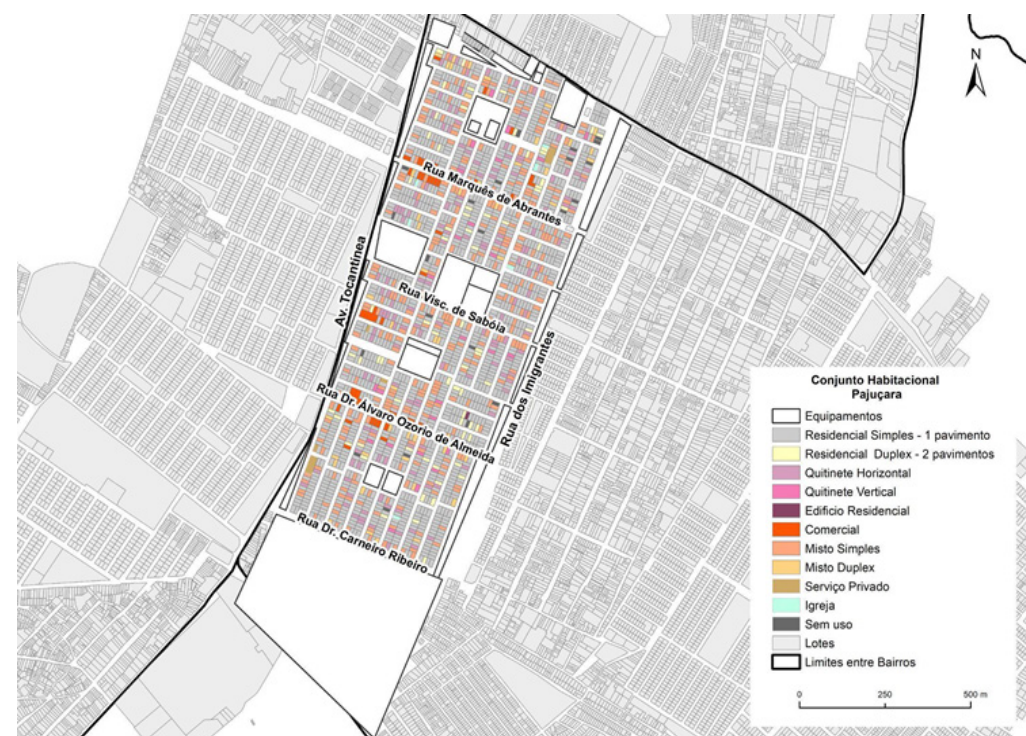 N
Rua Marquês de Abrantes
Av. Tocantínea
Rua Visc. de Sabóia
Rua dos Imigrantes
Rua Dr. Álvaro Ozorio de Almeida
Rua Dr. Carneiro Ribeiro
Conjunto Habitacional
Pajuçara
Equipamentos
Residencial Simples - 1 pavimento
Residencial Duplex - 2 pavimentos
Quitinete Horizontal
Quitinete Vertical
Edificio Residencial
Comercial
Misto Simples
Misto Duplex
Serviço Privado
Igreja
Sem uso
Lotes
Limites entre Bairros
0 250 500 m